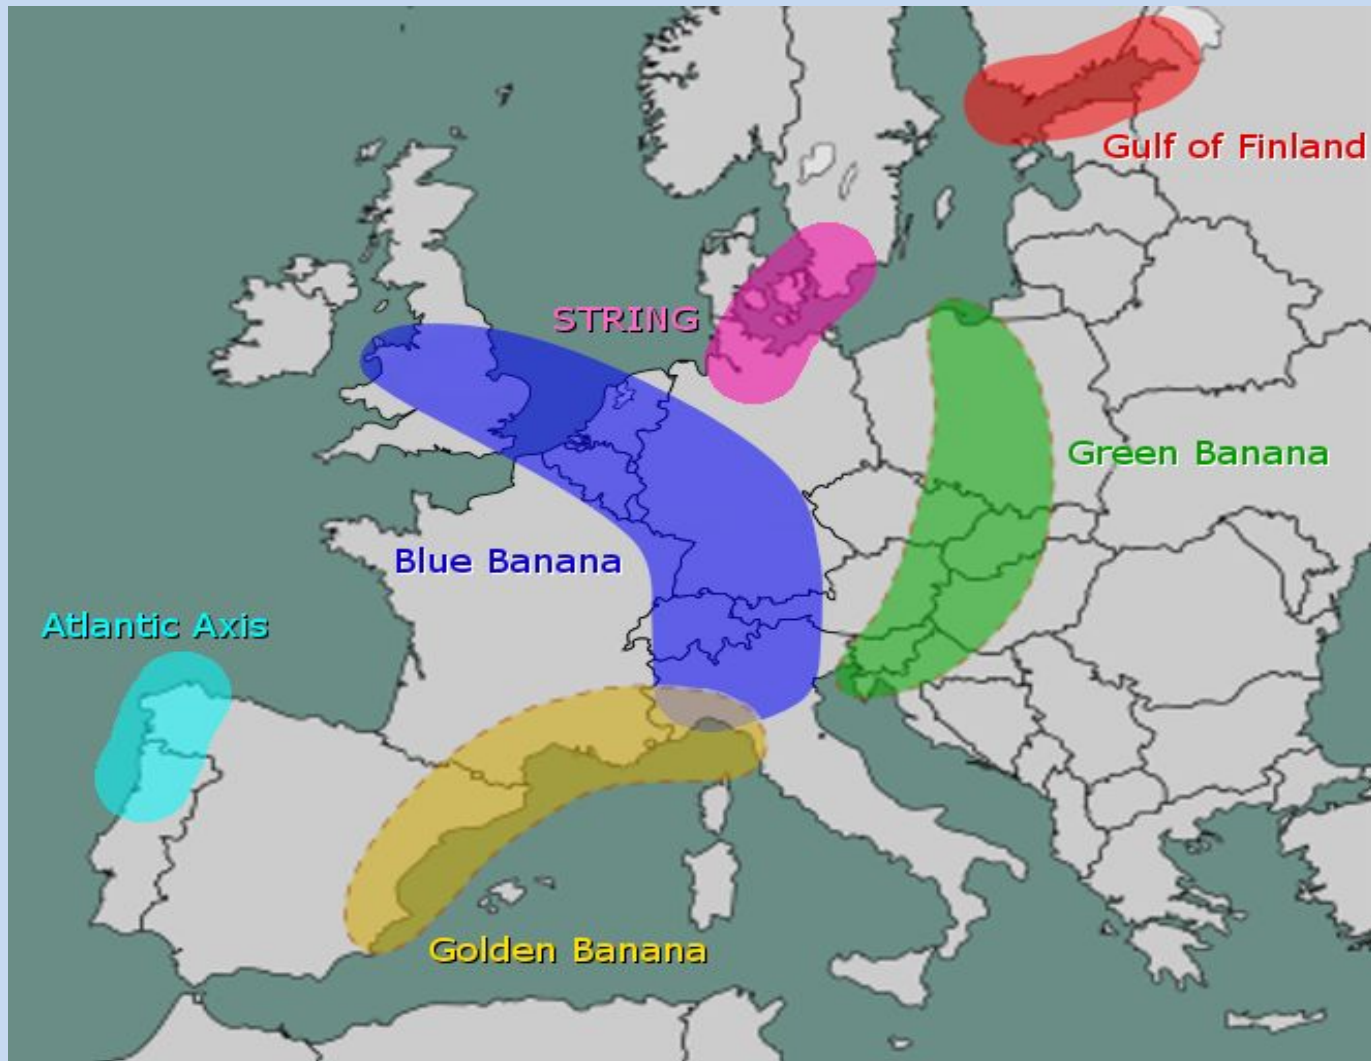 Gulf of Finland
STRING
Green Banana
Blue Banana
Atlantic Axis
Golden Banana